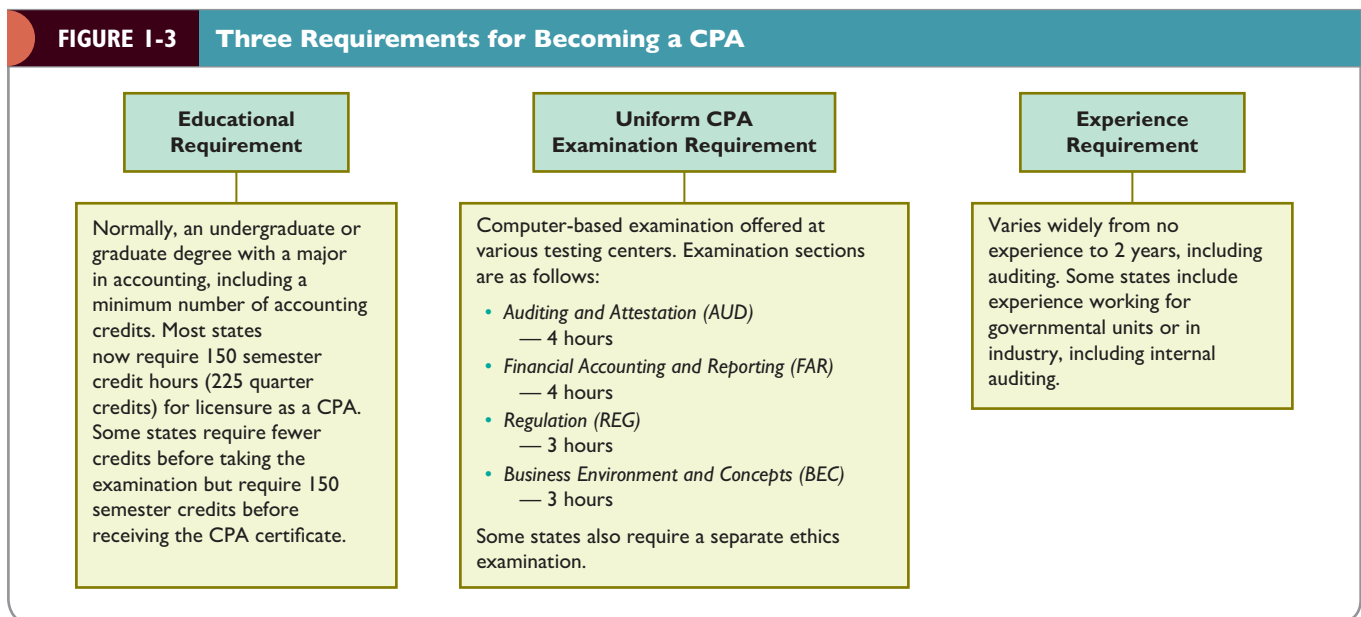 FIGURE 1-3 Three Requirements for Becoming a CPA
Educational
Requirement
Normally, an undergraduate or
graduate degree with a major
in accounting, including a
minimum number of accounting
credits. Most states
now require 150 semester
credit hours (225 quarter
credits) for licensure as a CPA.
Some states require fewer
credits before taking the
examination but require 150
semester credits before
receiving the CPA certificate.
Uniform CPA
Examination Requirement
Computer-based examination offered at
various testing centers. Examination sections
are as follows:
• Auditing and Attestation (AUD)
— 4 hours
• Financial Accounting and Reporting (FAR)
— 4 hours
• Regulation (REG)
— 3 hours
• Business Environment and Concepts (BEC)
— 3 hours
Some states also require a separate ethics
examination.
Experience
Requirement
Varies widely from no
experience to 2 years, including
auditing. Some states include
experience working for
governmental units or in
industry, including internal
auditing.